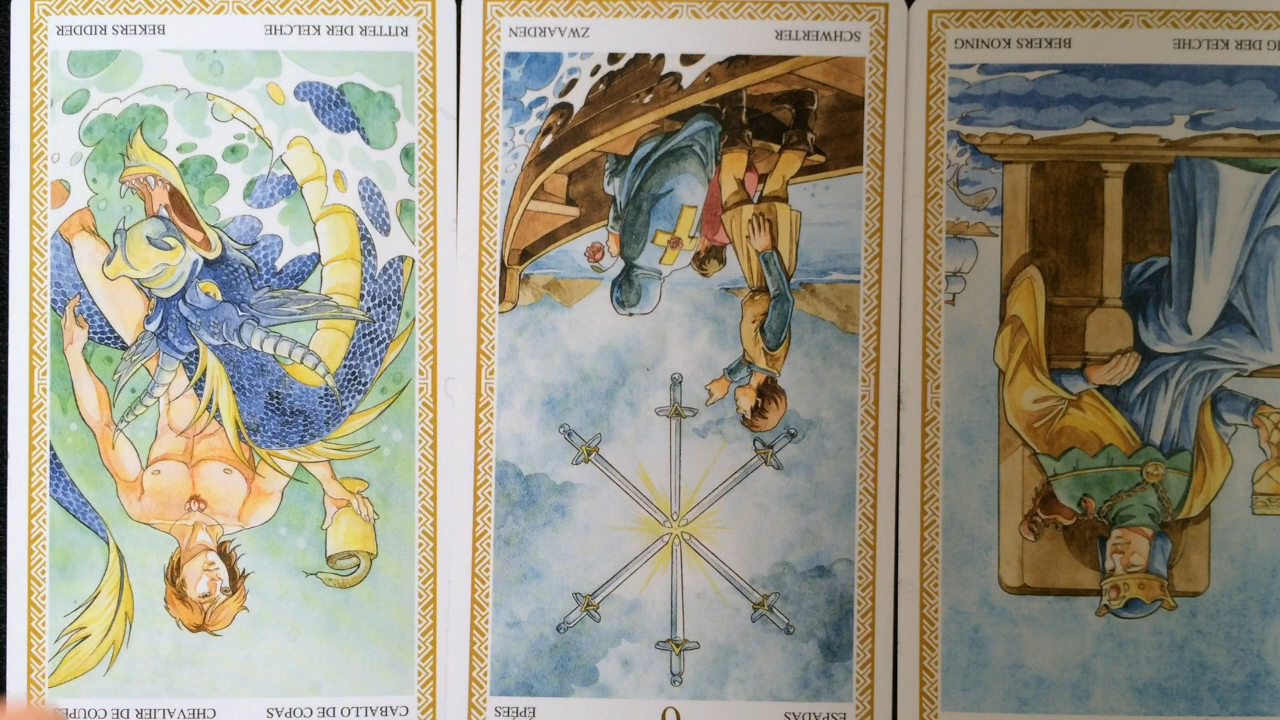 ESPADAS 6 ÉPÉES
CABALLO DE COPAS CHEVALIER DE COUPES
DER KELCHE BEKERS KONING
SCHWERTER ZWAARDEN
RITTER DER KELCHE BEKERS RIDDER